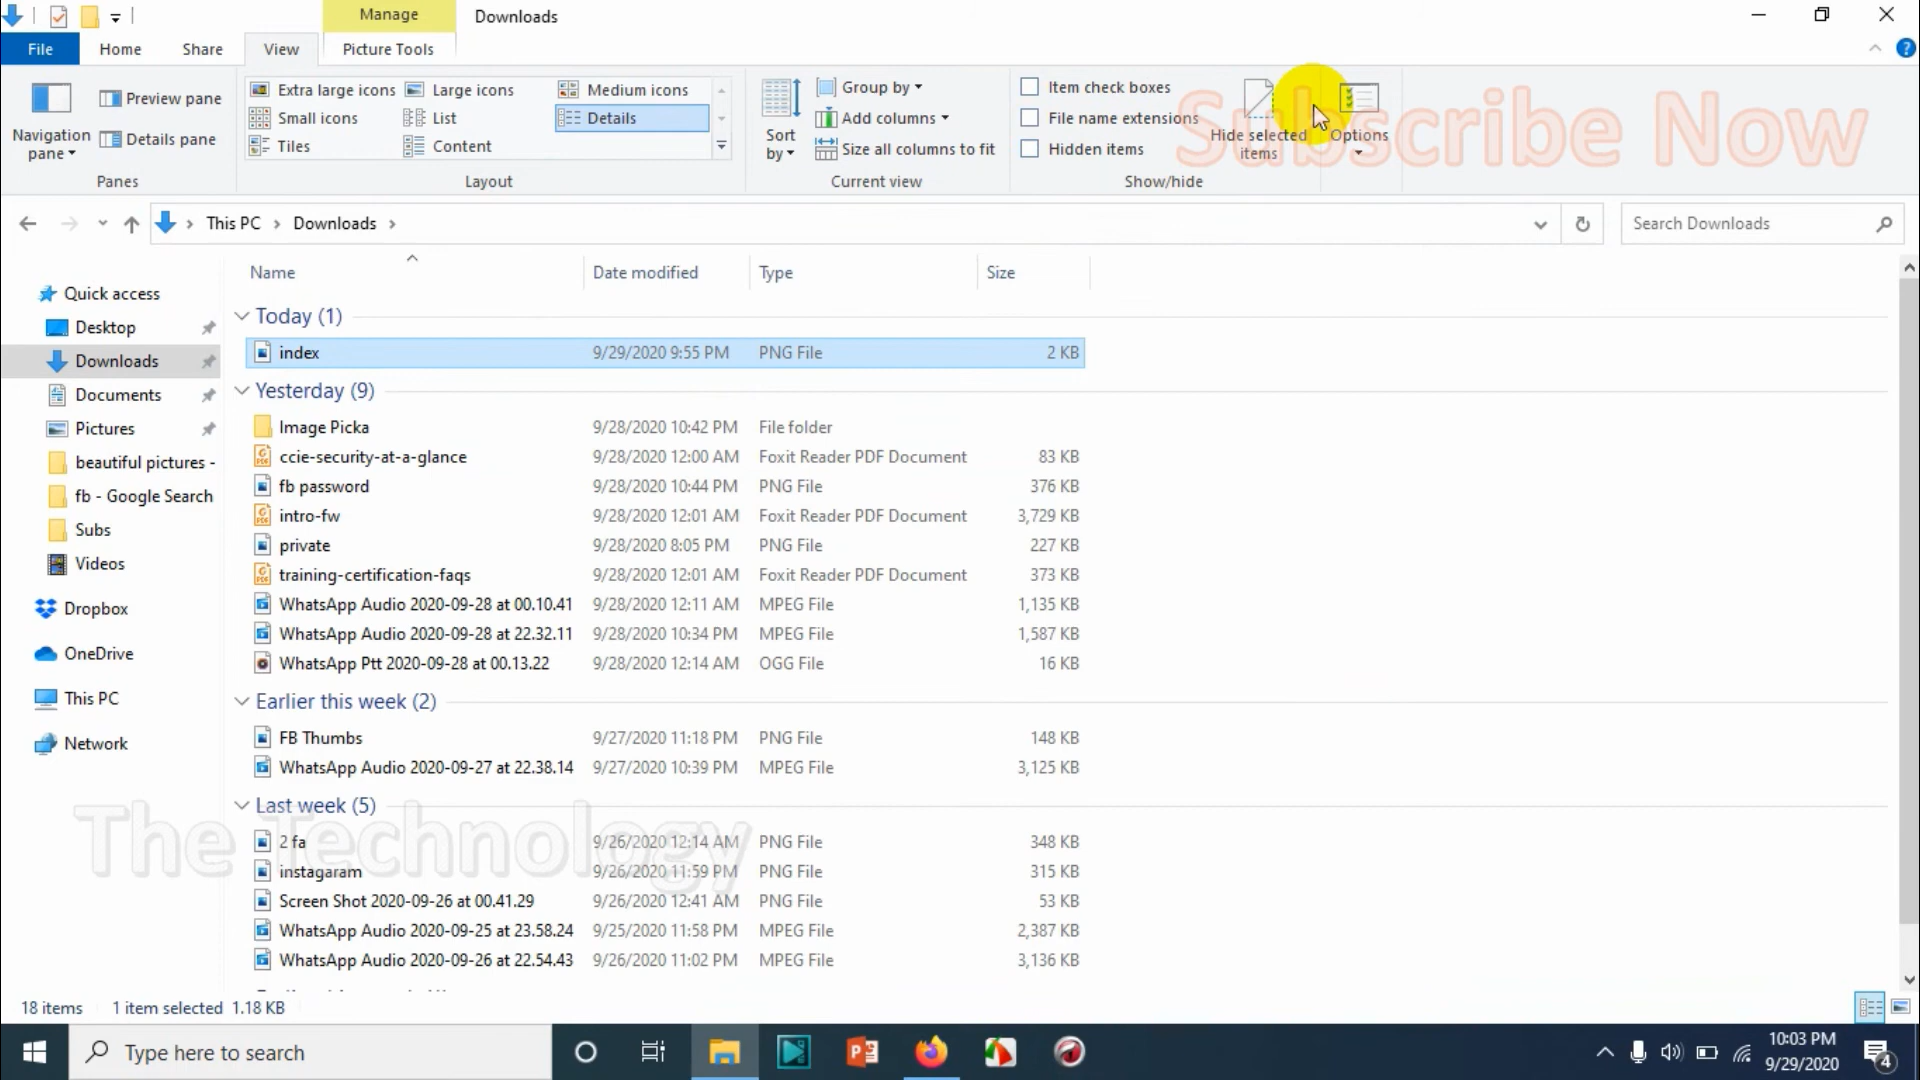 Manage
Downloads
File
Home
Share
View
Picture Tools
Navigation pane
Preview pane
Details pane
Panes
Extra large icons
Large icons
Medium icons
Small icons
List
Details
Tiles
Content
Layout
Sort by
Group by
Add columns
Size all columns to fit
Current view
Item check boxes
File name extensions
Hidden items
Show/hide
Hide selected items
Options
Subscribe Now
This PC > Downloads >
Search Downloads
Name
Date modified
Type
Size
Quick access
Desktop
Downloads
Documents
Pictures
beautiful pictures -
fb - Google Search
Subs
Videos
Dropbox
OneDrive
This PC
Network
Today (1)
index 9/29/2020 9:55 PM PNG File 2 KB
Yesterday (9)
Image Picka 9/28/2020 10:42 PM File folder
ccie-security-at-a-glance 9/28/2020 12:00 AM Foxit Reader PDF Document 83 KB
fb password 9/28/2020 10:44 PM PNG File 376 KB
intro-fw 9/28/2020 12:01 AM Foxit Reader PDF Document 3,729 KB
private 9/28/2020 8:05 PM PNG File 227 KB
training-certification-faqs 9/28/2020 12:01 AM Foxit Reader PDF Document 373 KB
WhatsApp Audio 2020-09-28 at 00.10.41 9/28/2020 12:11 AM MPEG File 1,135 KB
WhatsApp Audio 2020-09-28 at 22.32.11 9/28/2020 10:34 PM MPEG File 1,587 KB
WhatsApp Ptt 2020-09-28 at 00.13.22 9/28/2020 12:14 AM OGG File 16 KB
Earlier this week (2)
FB Thumbs 9/27/2020 11:18 PM PNG File 148 KB
WhatsApp Audio 2020-09-27 at 22.38.14 9/27/2020 10:39 PM MPEG File 3,125 KB
Last week (5)
2 fa 9/26/2020 12:14 AM PNG File 348 KB
instagaram 9/26/2020 11:59 PM PNG File 315 KB
Screen Shot 2020-09-26 at 00.41.29 9/26/2020 12:41 AM PNG File 53 KB
WhatsApp Audio 2020-09-25 at 23.58.24 9/25/2020 11:58 PM MPEG File 2,387 KB
WhatsApp Audio 2020-09-26 at 22.54.43 9/26/2020 11:02 PM MPEG File 3,136 KB
The Technology
18 items 1 item selected 1.18 KB
Type here to search
10:03 PM
9/29/2020
4